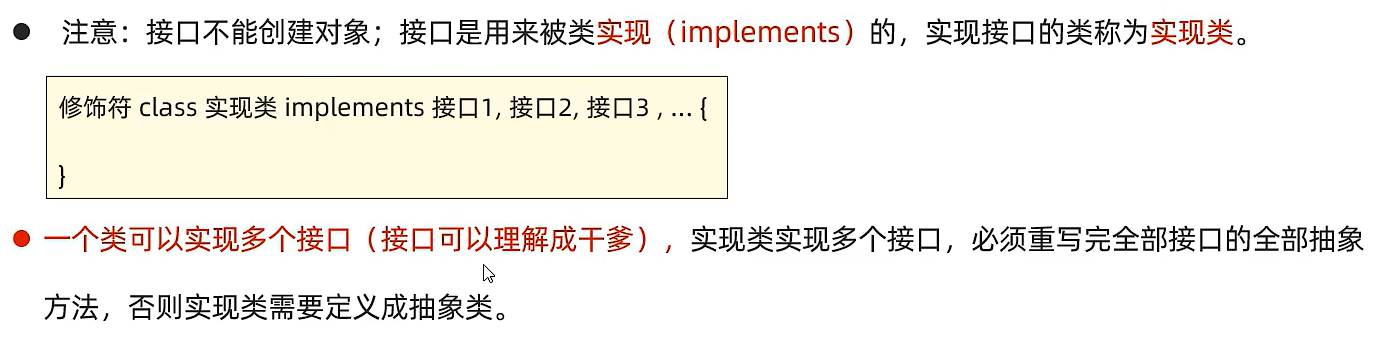 ● 注意：接口不能创建对象；接口是用来被类实现（implements）的，实现接口的类称为实现类。
修饰符 class 实现类 implements 接口1, 接口2, 接口3 , ... {
}
● 一个类可以实现多个接口（接口可以理解成干爹），实现类实现多个接口，必须重写完全部接口的全部抽象
方法，否则实现类需要定义成抽象类。